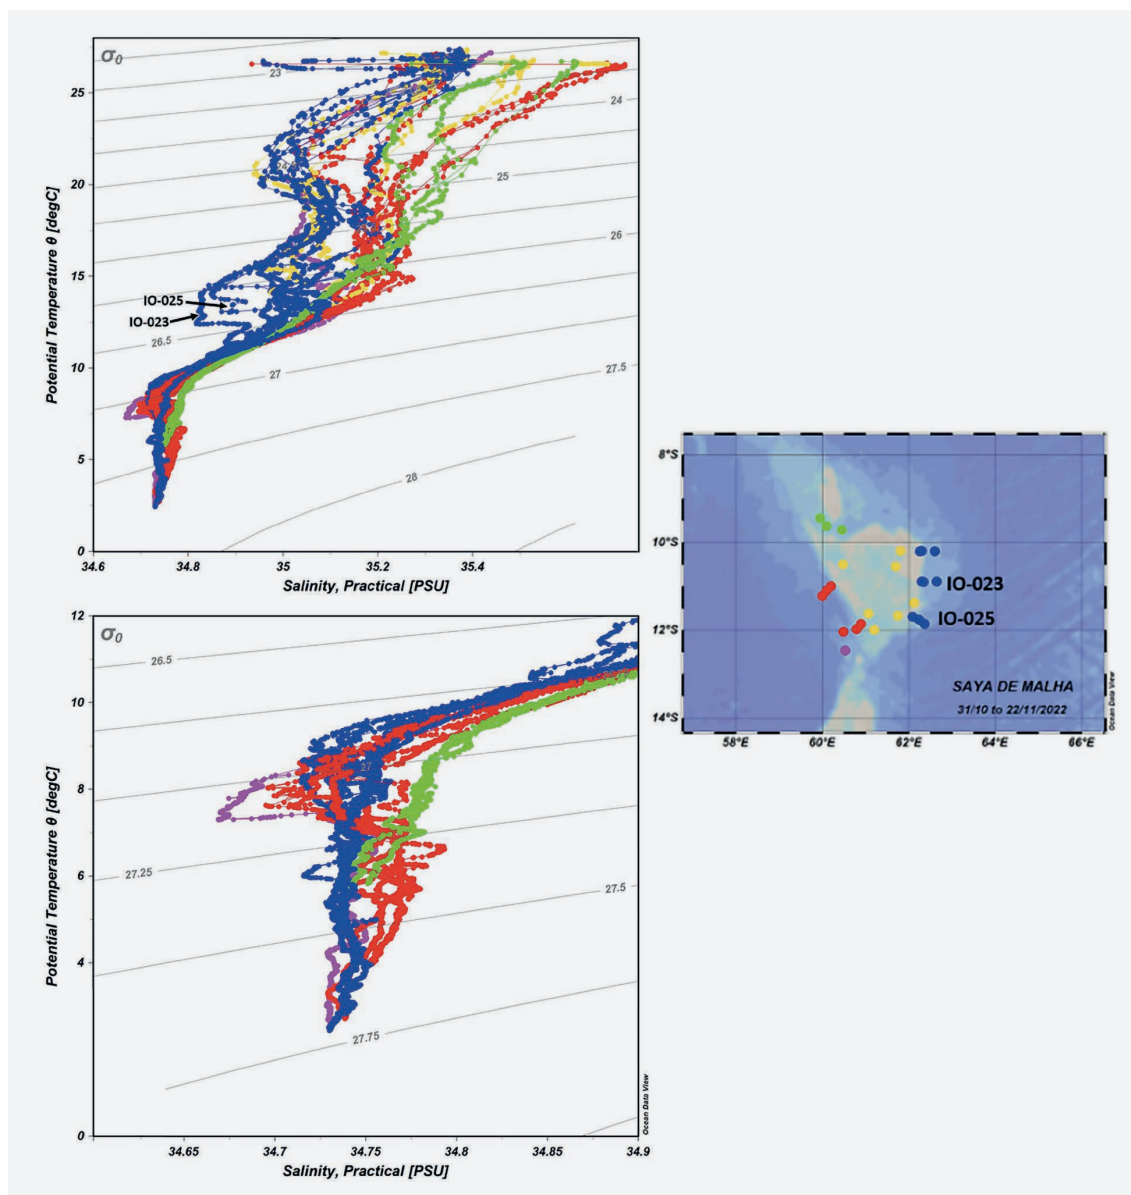 σ₀
Potential Temperature θ [degC]
25
20
15
10
5
0
23
24
24.5
25
26
26.5
27
27.5
28
IO-025
IO-023
34.6
34.8
35
35.2
35.4
Salinity, Practical [PSU]
8°S
10°S
12°S
14°S
IO-023
IO-025
SAYA DE MALHA
31/10 to 22/11/2022
58°E
60°E
62°E
64°E
66°E
Ocean Data View
σ₀
Potential Temperature θ [degC]
12
10
8
6
4
2
0
26.5
27
27.25
27.5
27.75
34.65
34.7
34.75
34.8
34.85
34.9
Salinity, Practical [PSU]
Ocean Data View